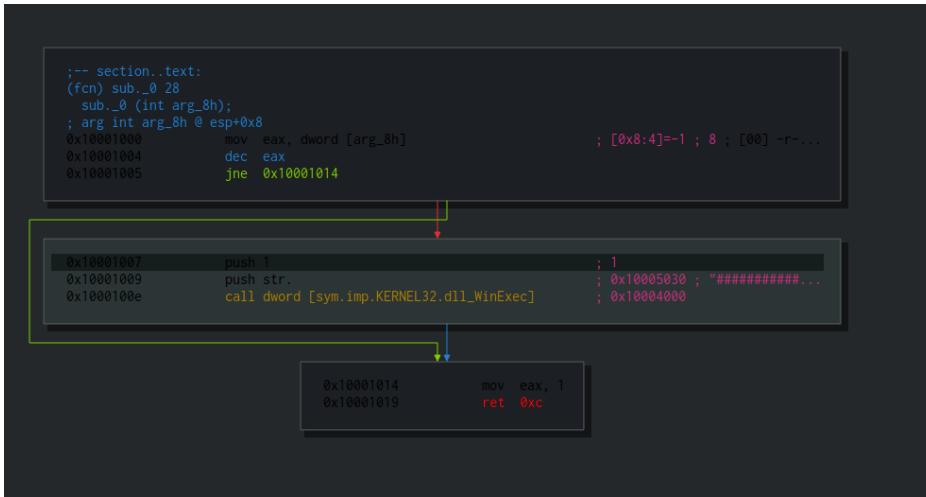 ;-- section..text:
(fcn) sub._0 28
sub._0 (int arg_8h);
; arg int arg_8h @ esp+0x8
0x10001000 mov eax, dword [arg_8h] ; [0x8:4]=-1 ; 8 ; [00] -r-...
0x10001004 dec eax
0x10001005 jne 0x10001014
0x10001007 push 1 ; 1
0x10001009 push str. ; 0x10005030 ; "###########...
0x1000100e call dword [sym.imp.KERNEL32.dll_WinExec] ; 0x10004000
0x10001014 mov eax, 1
0x10001019 ret 0xc